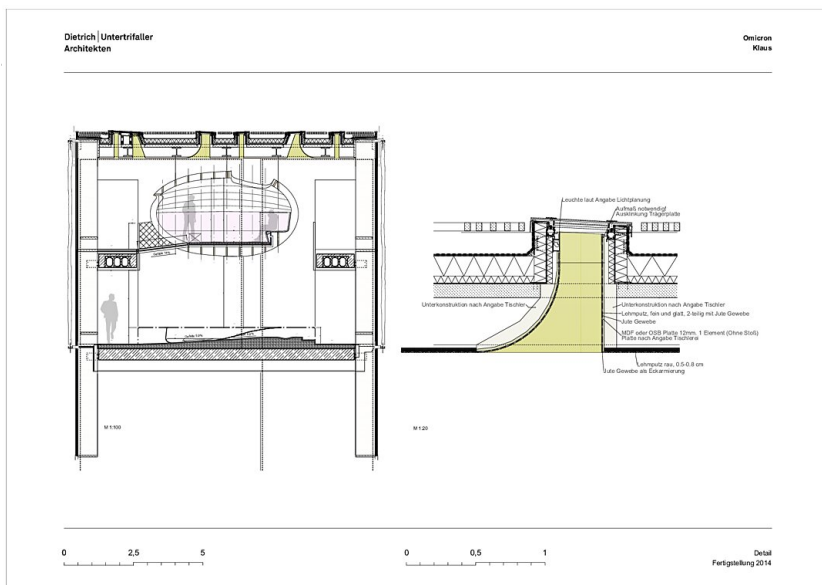 Dietrich | Untertrifaller
Architekten
Omicron
Klaus
Leuchte laut Angabe Lichtplanung
Aufmaß notwendig!
Ausklinkung Trägerplatte
Unterkonstruktion nach Angabe Tischler
Unterkonstruktion nach Angabe Tischler
Lehmputz, fein und glatt, 2-teilig mit Jute Gewebe
Jute Gewebe
MDF oder OSB Platte 12mm, 1 Element (Ohne Stoß)
Platte nach Angabe Tischlerei
Lehmputz rau, 0.5-0.8 cm
Jute Gewebe als Eckarmierung
M 1:100
M 1:20
0 2,5 5
0 0,5 1
Detail
Fertigstellung 2014